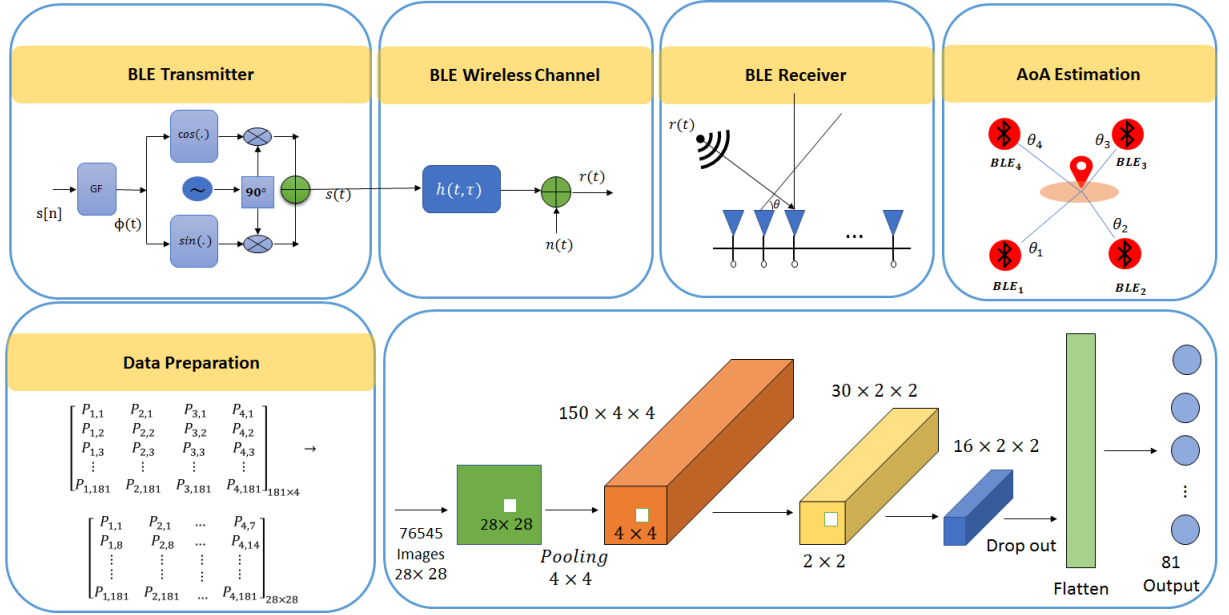 BLE Transmitter
cos(.)
GF
~
90°
s[n]
ϕ(t)
sin(.)
s(t)
BLE Wireless Channel
h(t,τ)
r(t)
n(t)
BLE Receiver
r(t)
θ
...
AoA Estimation
θ₄
θ₃
BLE₄
BLE₃
θ₁
θ₂
BLE₁
BLE₂
Data Preparation
P₁,₁ P₂,₁ P₃,₁ P₄,₁
P₁,₂ P₂,₂ P₃,₂ P₄,₂
P₁,₃ P₂,₃ P₃,₃ P₄,₃ →
⋮ ⋮ ⋮ ⋮
P₁,₁₈₁ P₂,₁₈₁ P₃,₁₈₁ P₄,₁₈₁ 181×4
P₁,₁ P₂,₁ … P₄,₇
P₁,₈ P₂,₈ … P₄,₁₄
⋮ ⋮ ⋮ ⋮
⋮ ⋮ ⋮ ⋮
P₁,₁₈₁ P₂,₁₈₁ … P₄,₁₈₁ 28×28
76545
Images
28× 28
28× 28
Pooling
4 × 4
150 × 4 × 4
4 × 4
30 × 2 × 2
2 × 2
16 × 2 × 2
Drop out
Flatten
⋮
81
Output